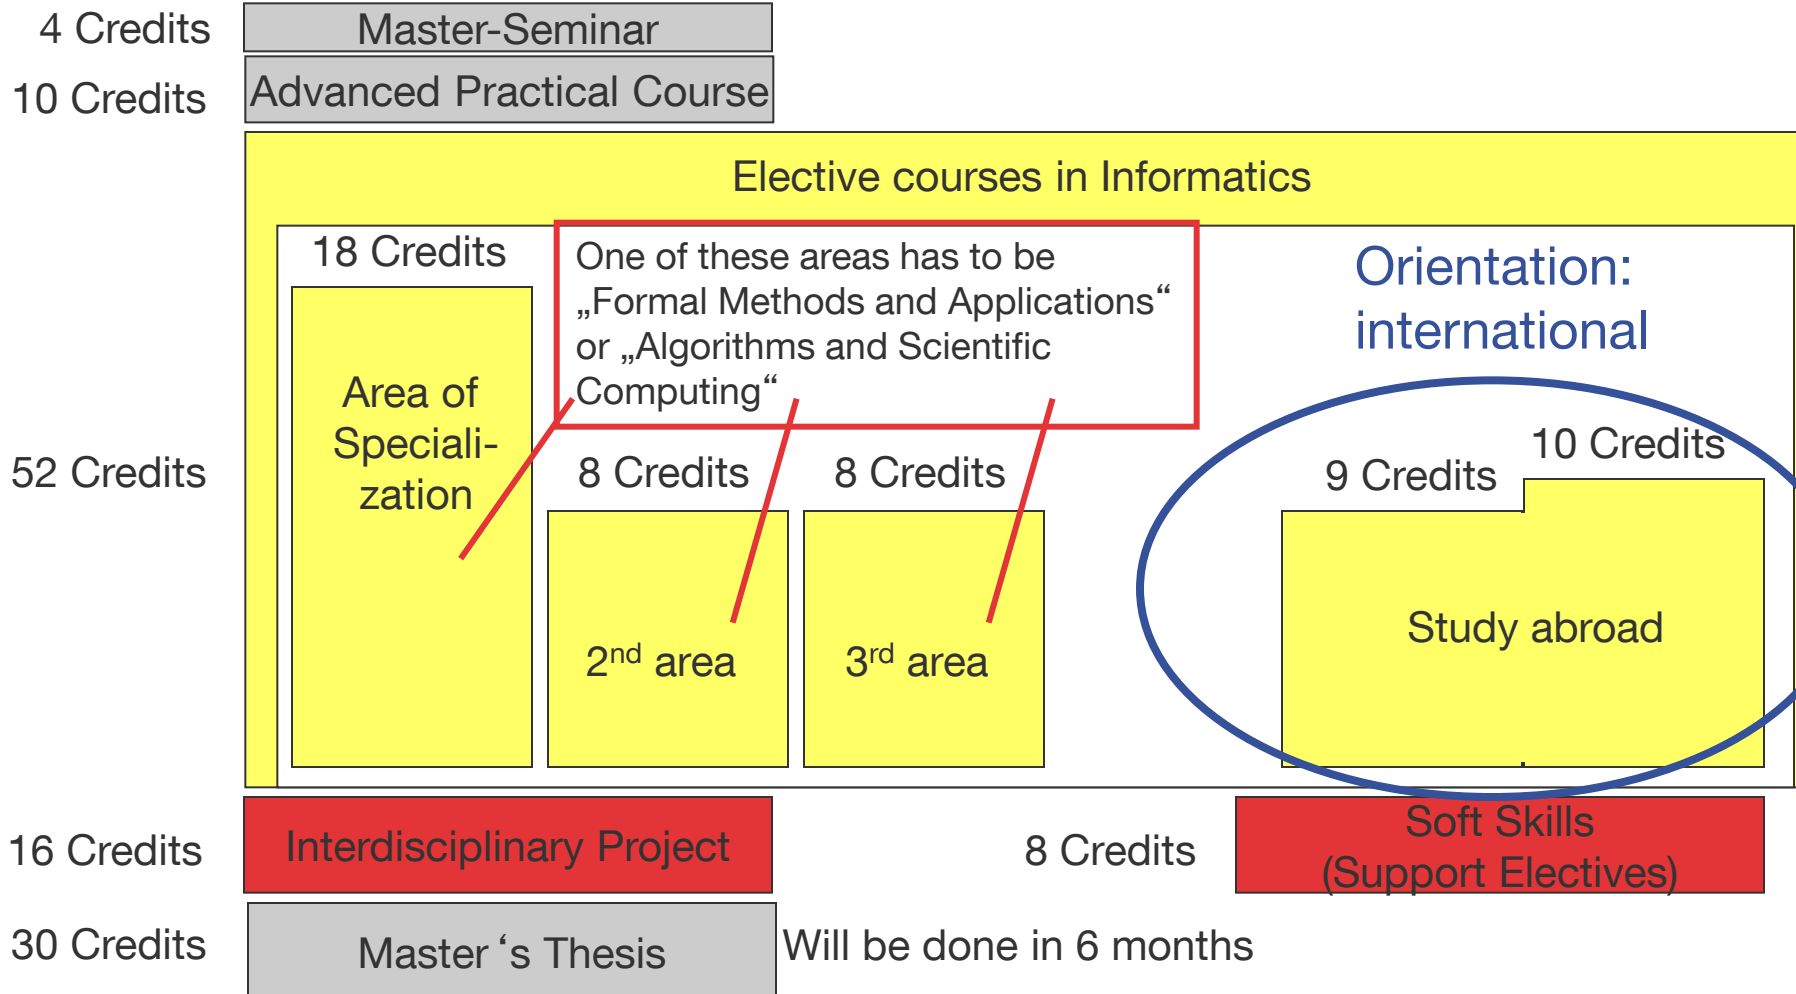 4 Credits
Master-Seminar
10 Credits
Advanced Practical Course
Elective courses in Informatics
18 Credits
One of these areas has to be
„Formal Methods and Applications“
or „Algorithms and Scientific
Computing“
Orientation:
international
Area of
Speciali-
zation
52 Credits
8 Credits
8 Credits
9 Credits
10 Credits
2nd area
3rd area
Study abroad
16 Credits
Interdisciplinary Project
8 Credits
Soft Skills
(Support Electives)
30 Credits
Master‘s Thesis
Will be done in 6 months